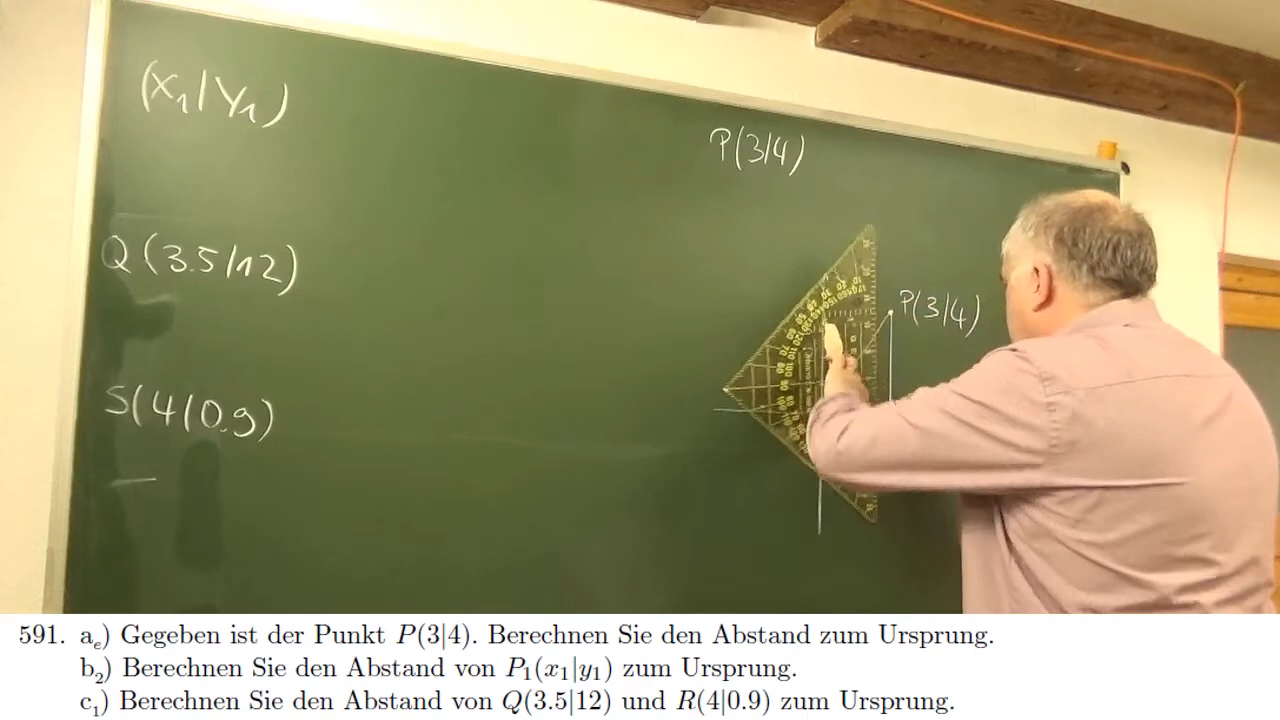 (x₁/y₁)
P(3/4)
Q(3.5/12)
P(3/4)
S(4/0.9)
591. aₑ) Gegeben ist der Punkt P(3|4). Berechnen Sie den Abstand zum Ursprung.
b₂) Berechnen Sie den Abstand von P₁(x₁|y₁) zum Ursprung.
c₁) Berechnen Sie den Abstand von Q(3.5|12) und R(4|0.9) zum Ursprung.